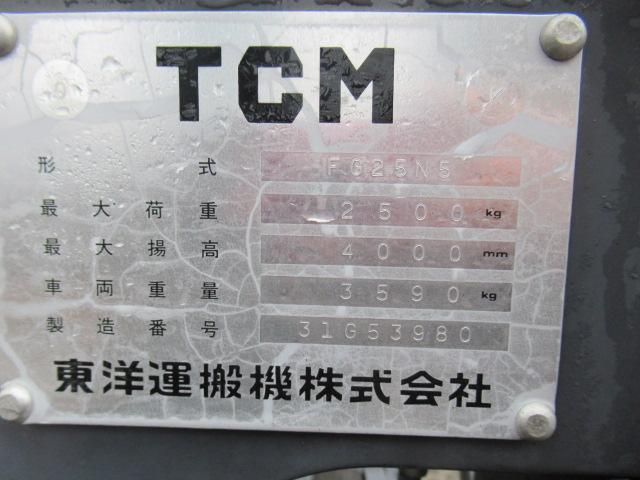 TCM
形式 FG25N5
最大荷重 2500 kg
最大揚高 4000 mm
車両重量 3590 kg
製造番号 31G53980
東洋運搬機株式会社